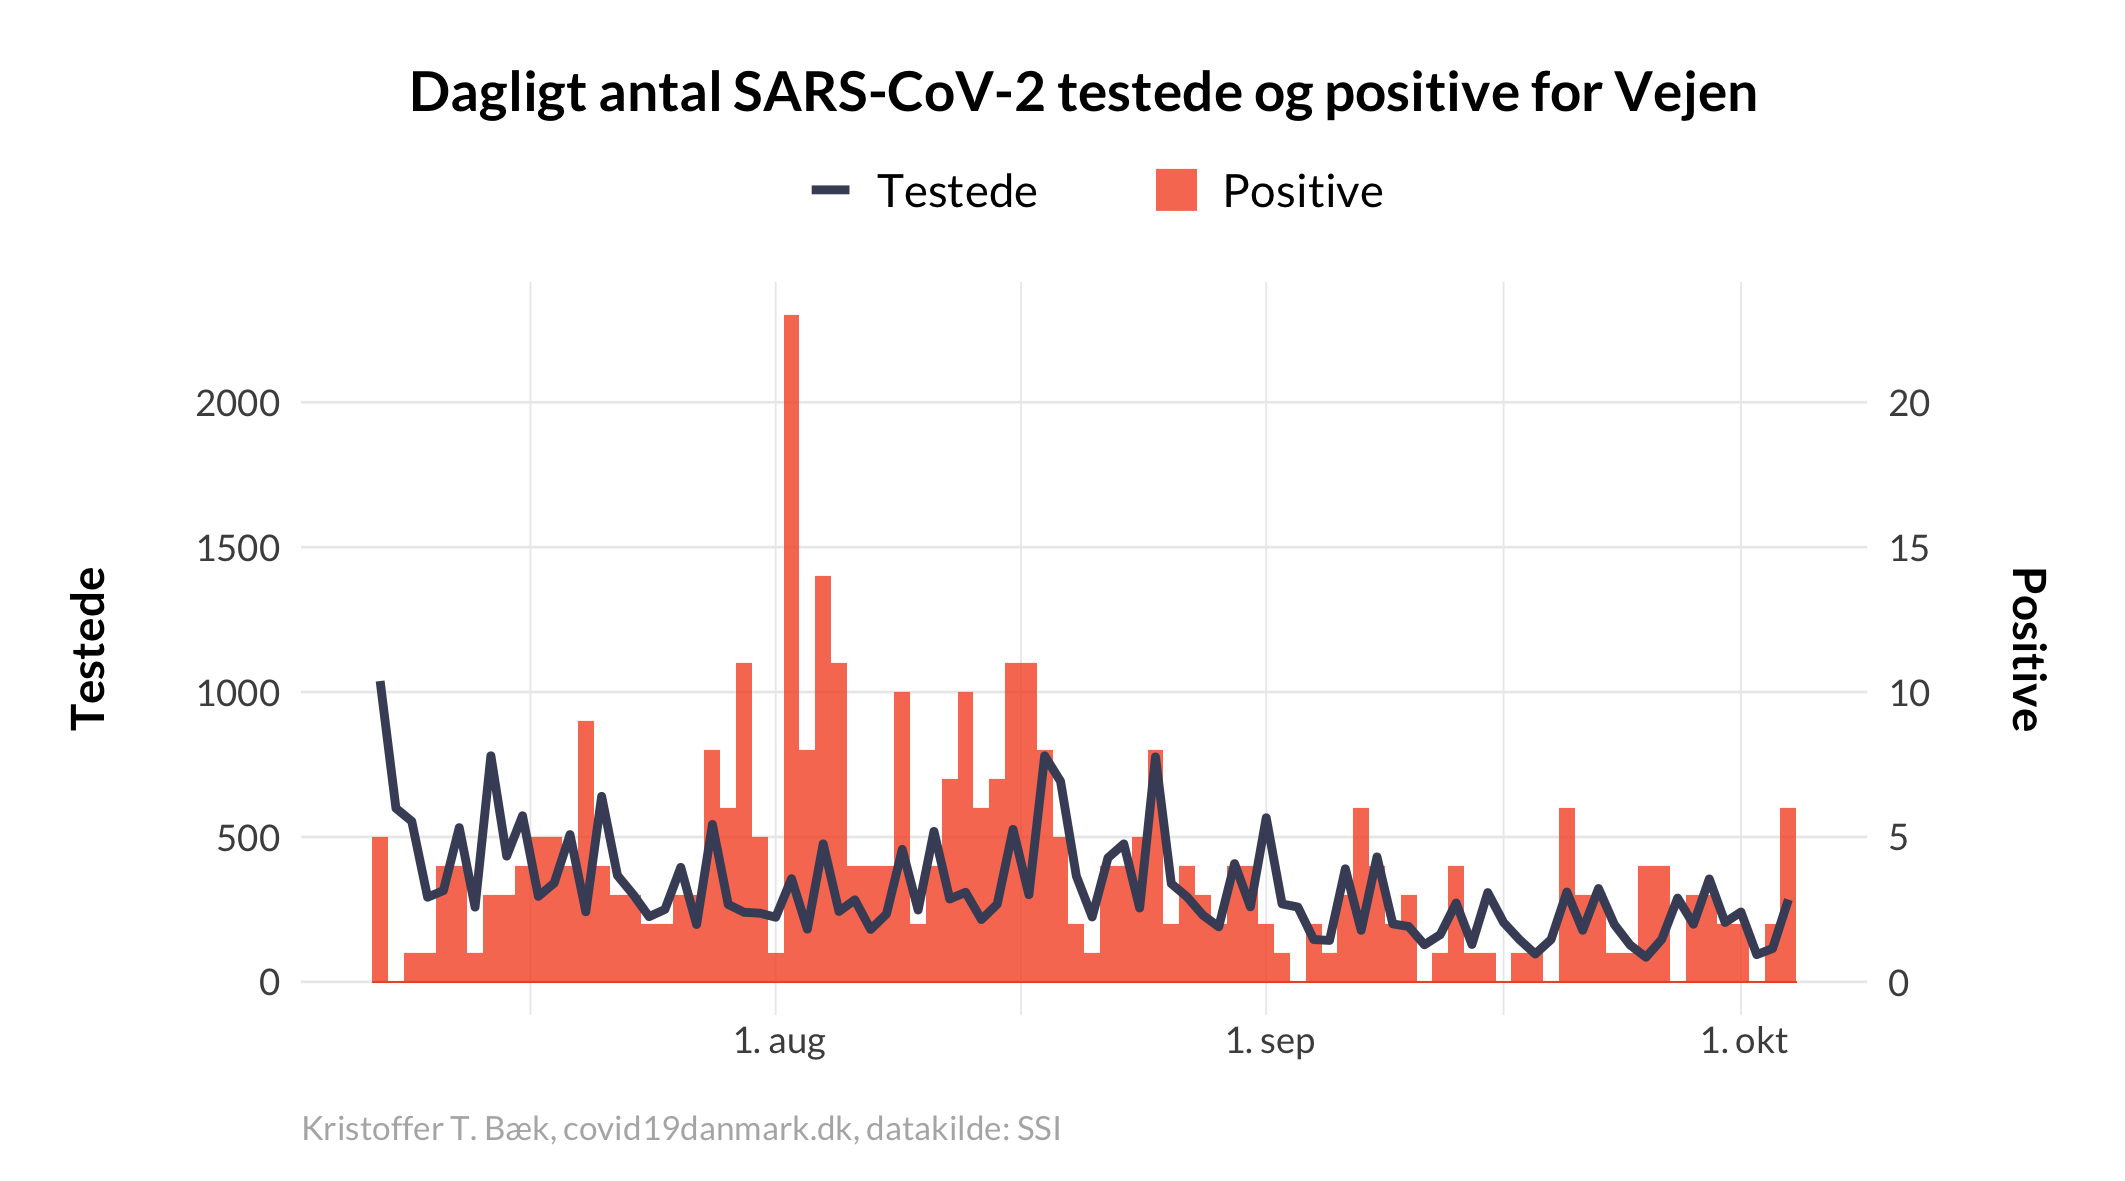 Dagligt antal SARS-CoV-2 testede og positive for Vejen
Testede
Positive
2000
1500
1000
500
0
Testede
20
15
10
5
0
Positive
1. aug
1. sep
1. okt
Kristoffer T. Bæk, covid19danmark.dk, datakilde: SSI